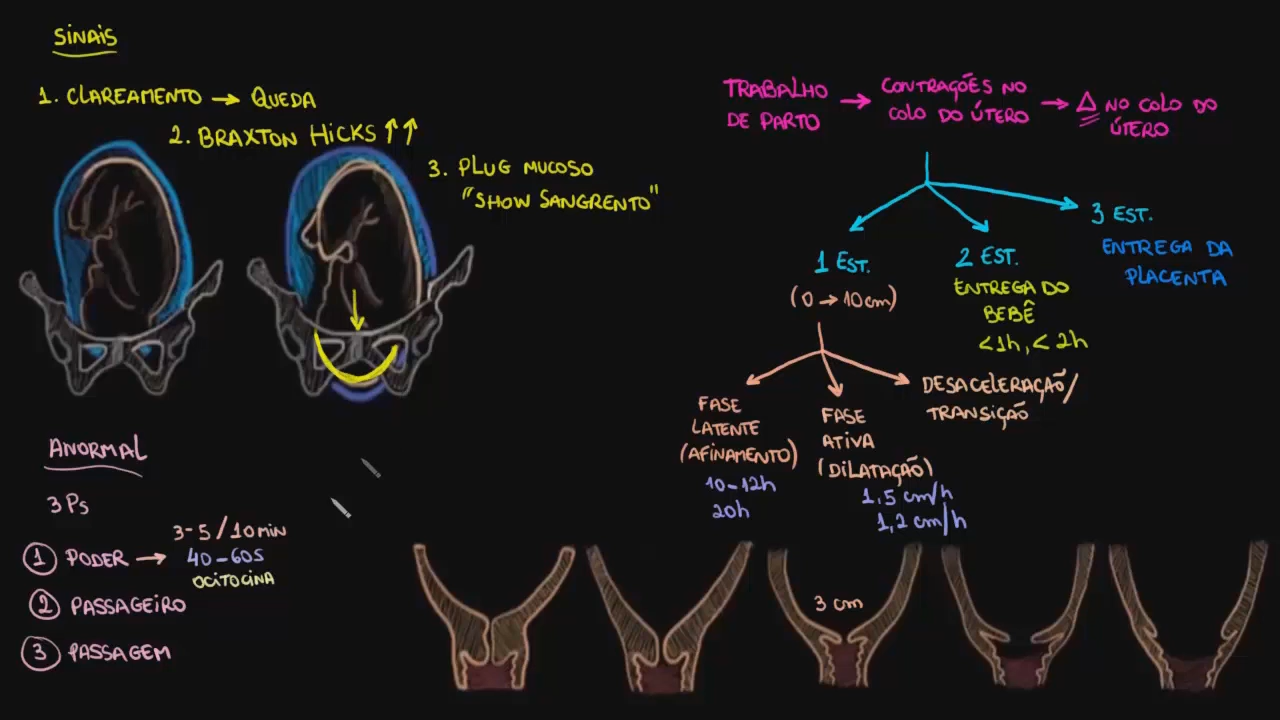 SINAIS
1. CLAREAMENTO → QUEDA
2. BRAXTON HICKS ↑↑
3. PLUG MUCOSO
"SHOW SANGRENTO"
TRABALHO
DE PARTO
→ CONTRAÇÕES NO
COLO DO ÚTERO
→ Δ NO COLO DO
ÚTERO
1 EST.
(0 → 10cm)
2 EST.
ENTREGA DO
BEBÊ
<1h, <2h
3 EST.
ENTREGA DA
PLACENTA
FASE
LATENTE
(AFINAMENTO)
10-12h
20h
FASE
ATIVA
(DILATAÇÃO)
1,5 cm/h
1,2 cm/h
DESACELERAÇÃO/
TRANSIÇÃO
ANORMAL
3 Ps
1 PODER → 3-5/10min
40-60s
OCITOCINA
2 PASSAGEIRO
3 PASSAGEM
3 cm